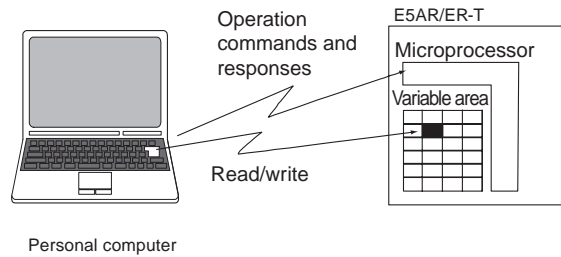 Operation
commands and
responses
E5AR/ER-T
Microprocessor
Variable area
Read/write
Personal computer